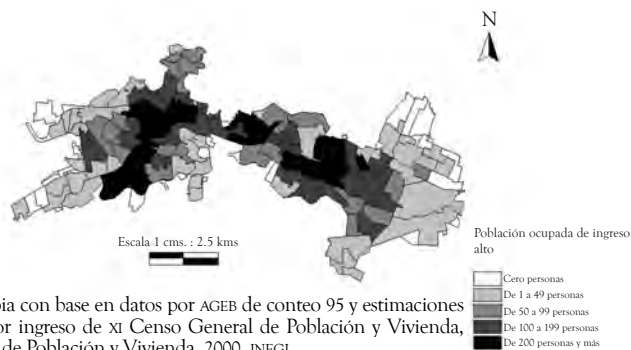 N
Escala 1 cms. : 2.5 kms
Población ocupada de ingreso
alto
Cero personas
De 1 a 49 personas
De 50 a 99 personas
De 100 a 199 personas
De 200 personas y más
con base en datos por AGEB de conteo 95 y estimaciones
ingreso de XI Censo General de Población y Vivienda,
de Población y Vivienda, 2000, INEGI.